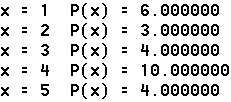 x = 1  P(x) = 6.000000
x = 2  P(x) = 3.000000
x = 3  P(x) = 4.000000
x = 4  P(x) = 10.000000
x = 5  P(x) = 4.000000